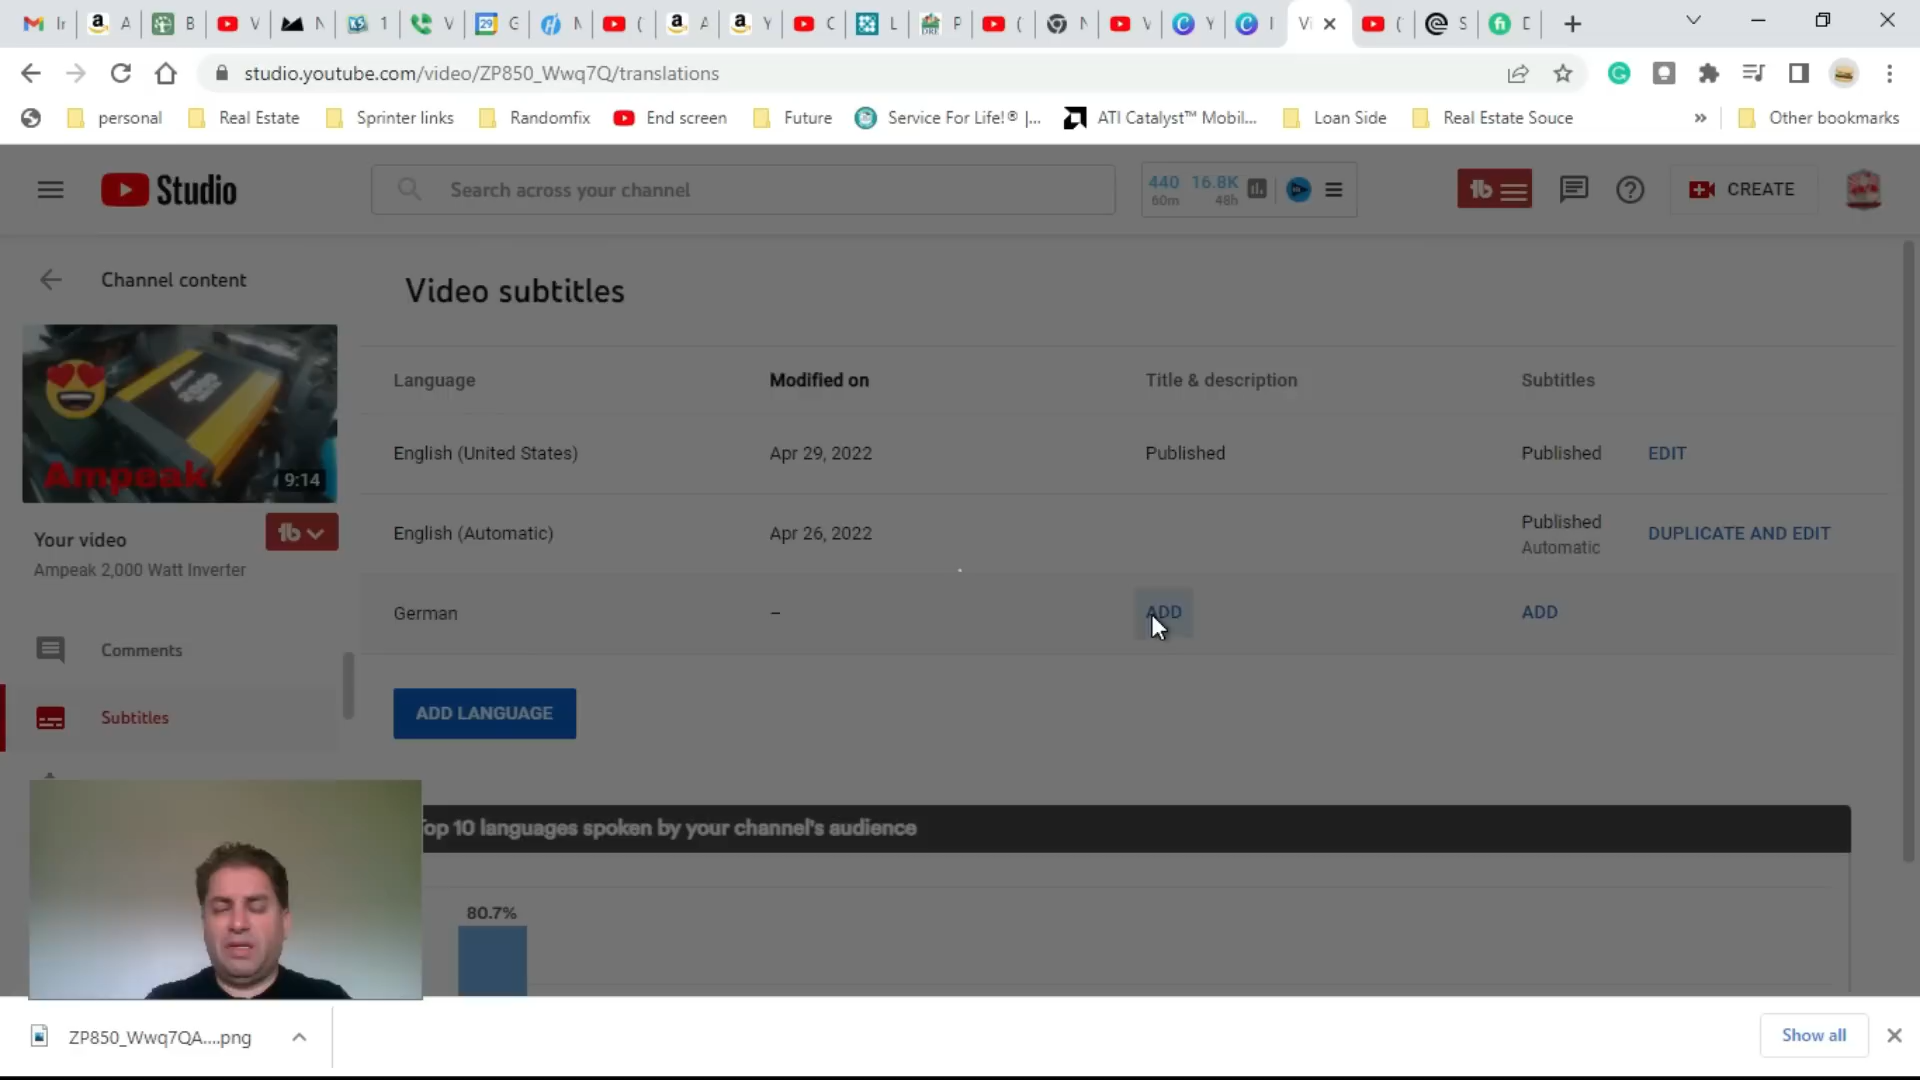 Ir
A
B
V
N
1
V
G
M
(
A
Y
C
L
P
(
N
V
Y
I
Vi
(
S
D
studio.youtube.com/video/ZP850_Wwq7Q/translations
personal
Real Estate
Sprinter links
Randomfix
End screen
Future
Service For Life!® |...
ATI Catalyst™ Mobil...
Loan Side
Real Estate Souce
»
Other bookmarks
Studio
Search across your channel
440 60m
16.8K 48h
CREATE
Channel content
Video subtitles
Language Modified on Title & description Subtitles
English (United States) Apr 29, 2022 Published Published EDIT
English (Automatic) Apr 26, 2022 Published Automatic DUPLICATE AND EDIT
German – ADD ADD
ADD LANGUAGE
Ampeak
9:14
Your video
Ampeak 2,000 Watt Inverter
Comments
Subtitles
Top 10 languages spoken by your channel's audience
80.7%
ZP850_Wwq7QA....png
Show all